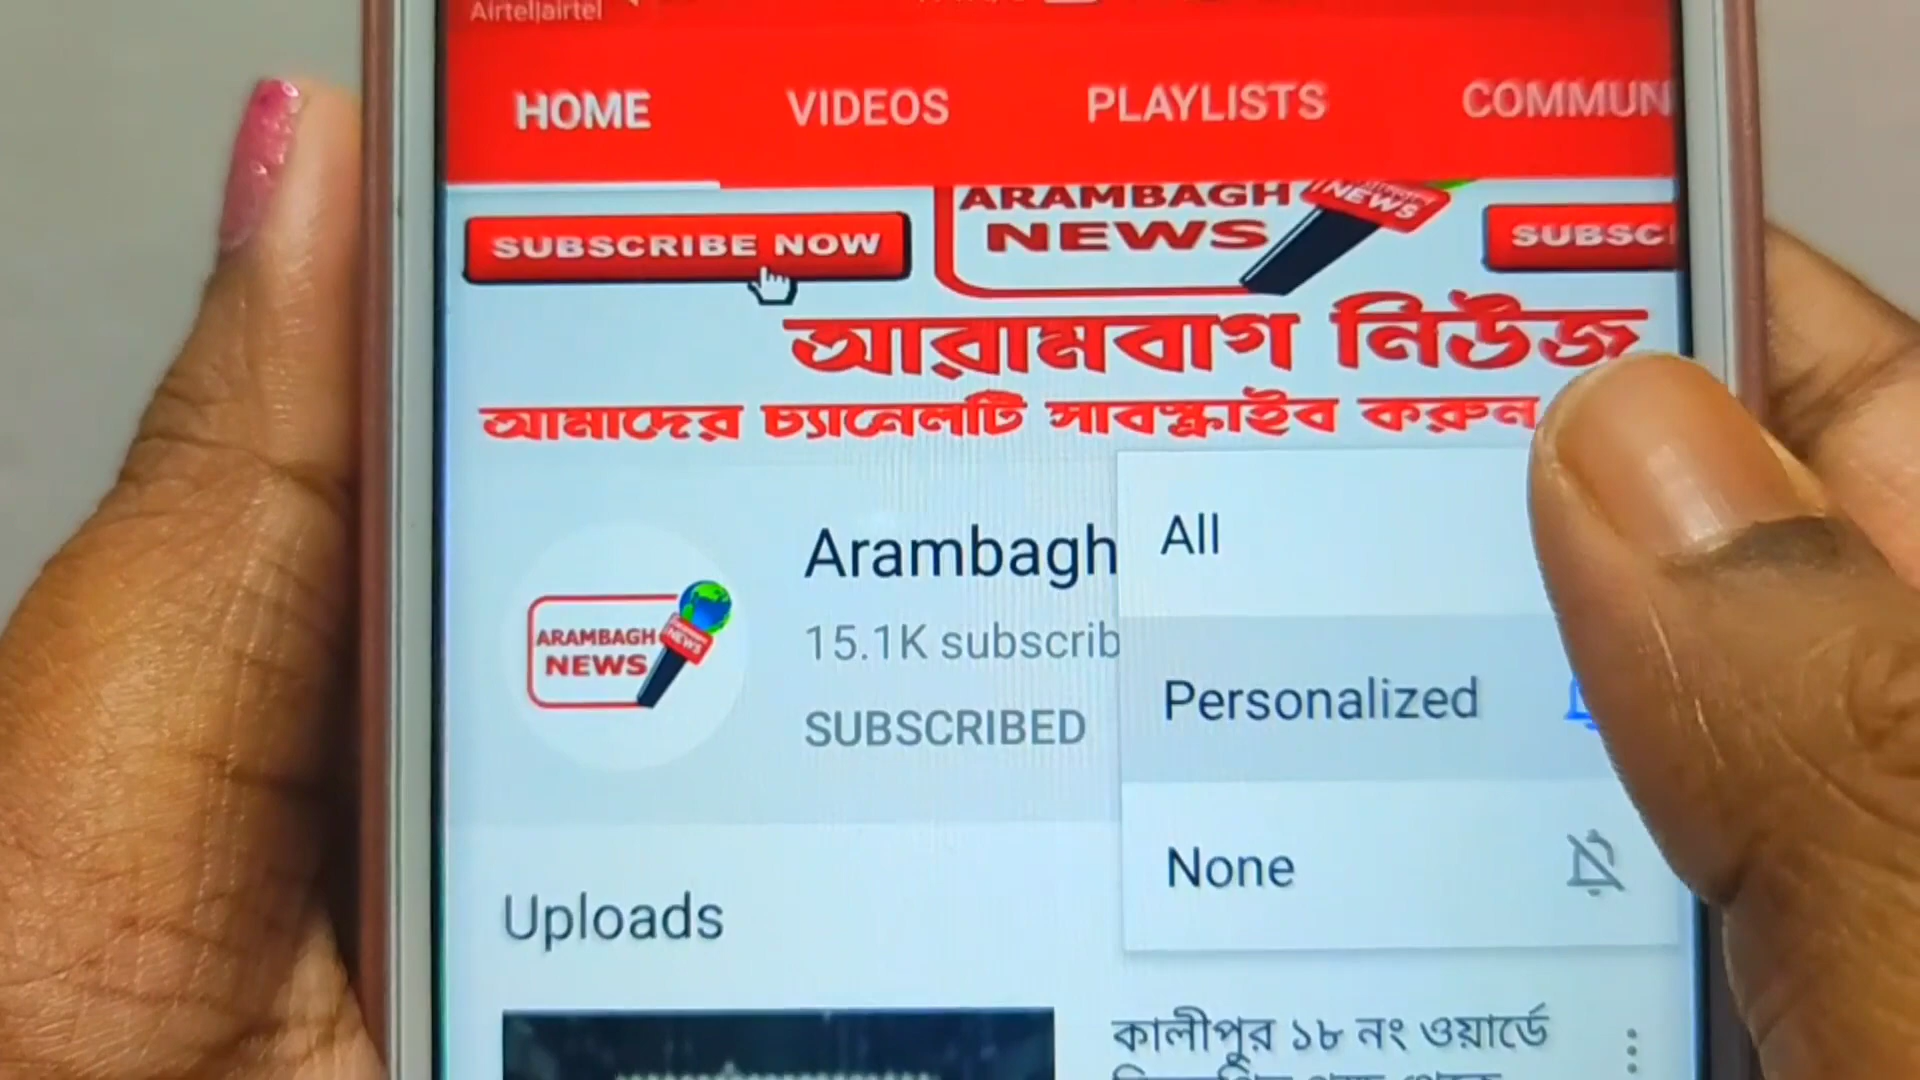 Airtel|airtel
HOME VIDEOS PLAYLISTS COMMUN
SUBSCRIBE NOW
ARAMBAGH
NEWS
NEWS
SUBSC
আরামবাগ নিউজ
আমাদের চ্যানেলটি সাবস্ক্রাইব করুন
ARAMBAGH
NEWS
NEWS
Arambagh
15.1K subscrib
SUBSCRIBED
All
Personalized
None
Uploads
কালীপুর ১৮ নং ওয়ার্ডে